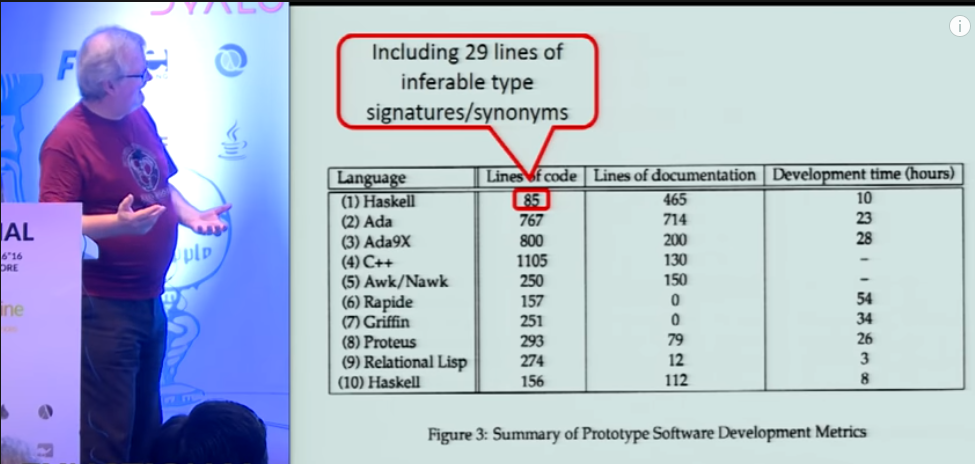 Including 29 lines of
inferable type
signatures/synonyms
Language Lines of code Lines of documentation Development time (hours)
(1) Haskell 85 465 10
(2) Ada 767 714 23
(3) Ada9X 800 200 28
(4) C++ 1105 130 –
(5) Awk/Nawk 250 150 –
(6) Rapide 157 0 54
(7) Griffin 251 0 34
(8) Proteus 293 79 26
(9) Relational Lisp 274 12 3
(10) Haskell 156 112 8
Figure 3: Summary of Prototype Software Development Metrics